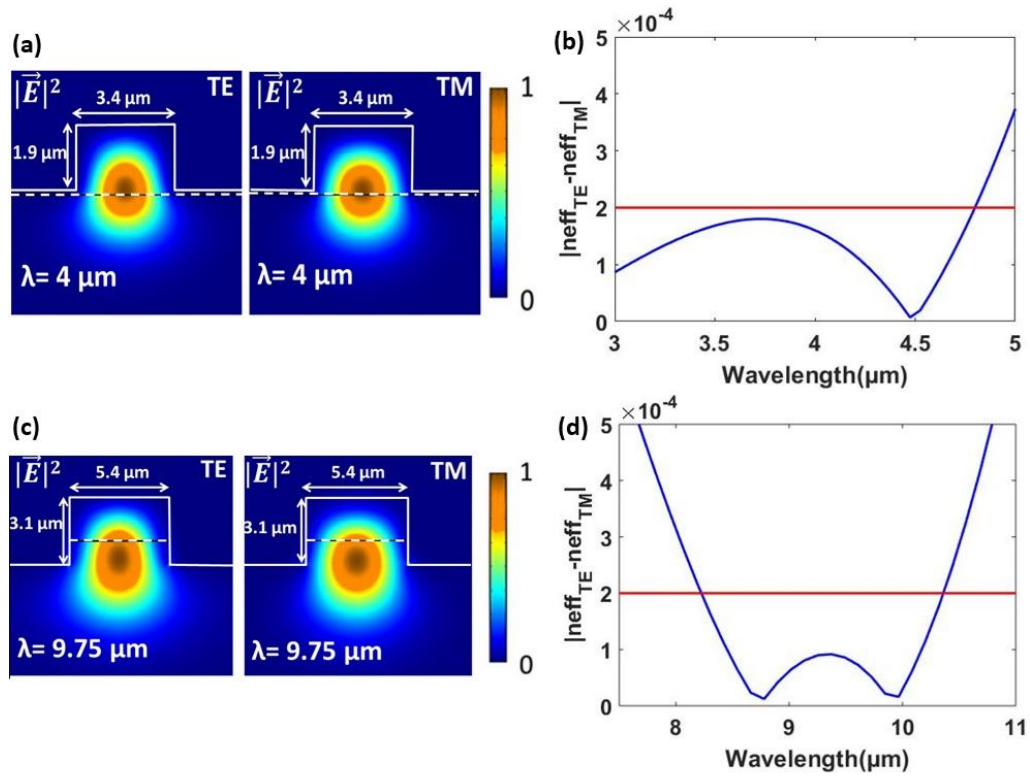 (a)
|E⃗|² TE
3.4 µm
1.9 µm
λ= 4 µm
|E⃗|² TM
3.4 µm
1.9 µm
1
0
(b)
×10⁻⁴
|neff_TE-neff_TM|
5
4
3
2
1
0
3 3.5 4 4.5 5
Wavelength(µm)
(c)
|E⃗|² TE
5.4 µm
3.1 µm
λ= 9.75 µm
|E⃗|² TM
5.4 µm
3.1 µm
λ= 9.75 µm
1
0
(d)
×10⁻⁴
|neff_TE-neff_TM|
5
4
3
2
1
0
8 9 10 11
Wavelength(µm)
λ= 4 µm